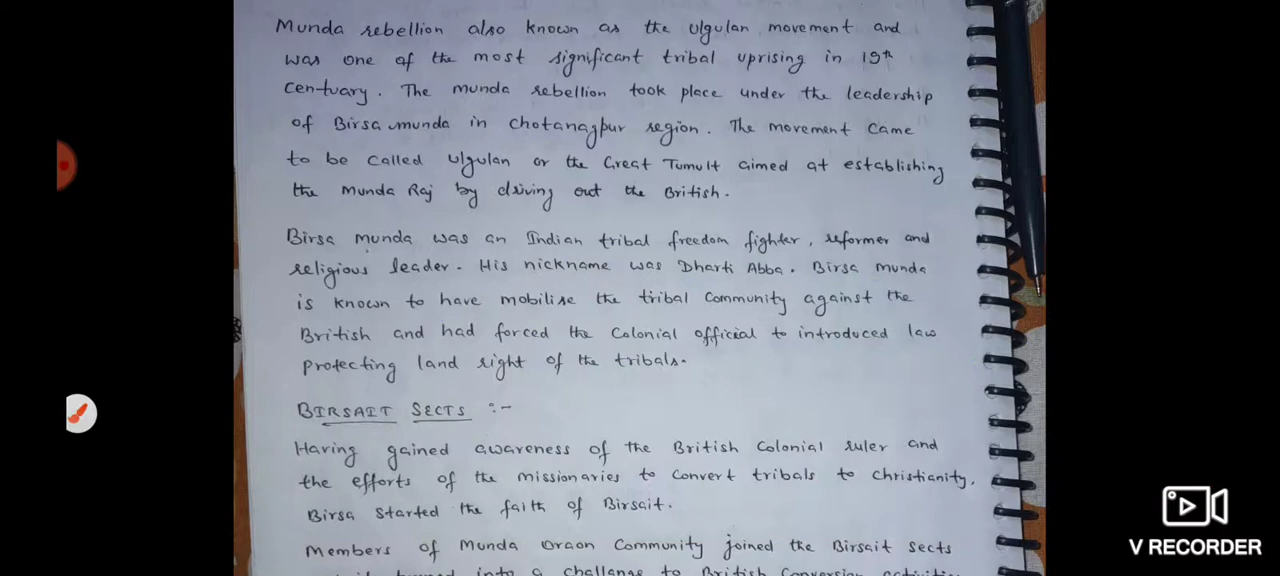 Munda rebellion also known as the ulgulan movement and
was one of the most significant tribal uprising in 19th
centuary. The munda rebellion took place under the leadership
of Birsa munda in chotanagpur region. The movement came
to be called ulgulan or the Great Tumult aimed at establishing
the Munda Raj by driving out the British.
Birsa munda was an Indian tribal freedom fighter, reformer and
religious leader. His nickname was Dharti Abba. Birsa munda
is known to have mobilise the tribal community against the
British and had forced the colonial official to introduced law
protecting land right of the tribals.
BIRSAIT SECTS :-
Having gained awareness of the British colonial ruler and
the efforts of the missionaries to convert tribals to christianity,
Birsa started the faith of Birsait.
Members of Munda Oraon community joined the Birsait sects
into a challange to British conversion
V RECORDER